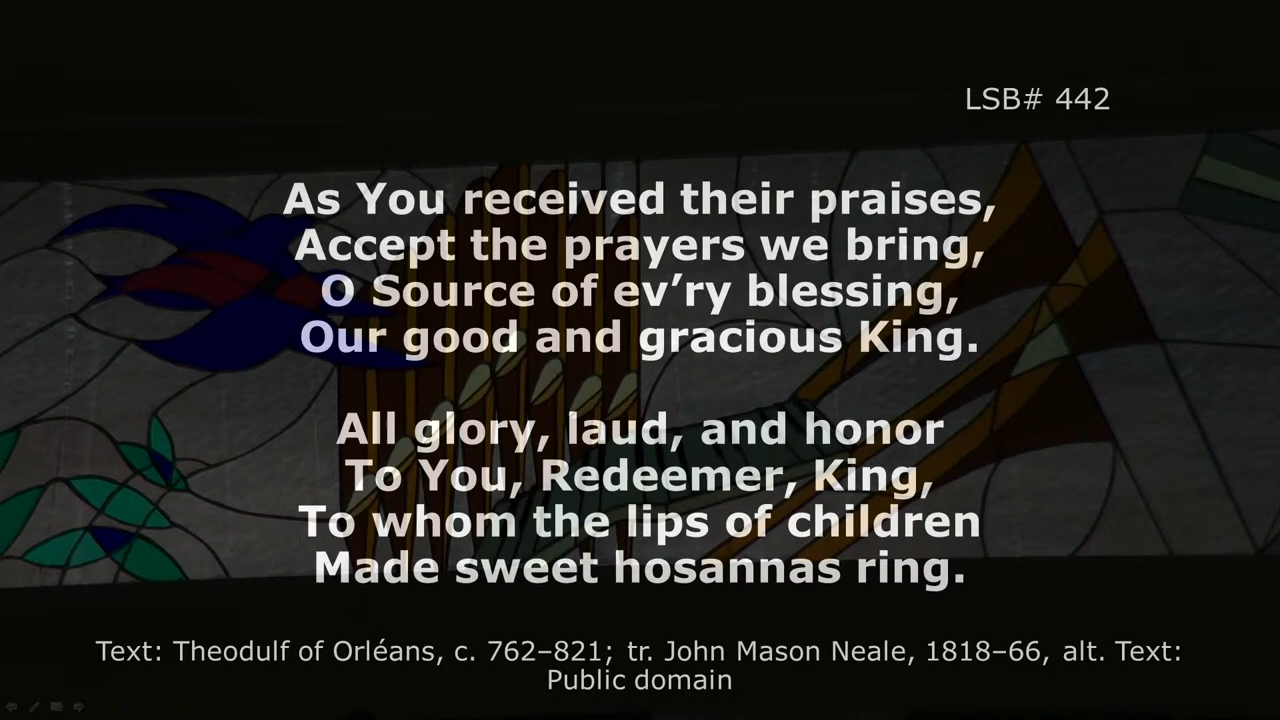 LSB# 442
As You received their praises,
Accept the prayers we bring,
O Source of ev’ry blessing,
Our good and gracious King.
All glory, laud, and honor
To You, Redeemer, King,
To whom the lips of children
Made sweet hosannas ring.
Text: Theodulf of Orléans, c. 762–821; tr. John Mason Neale, 1818–66, alt. Text:
Public domain